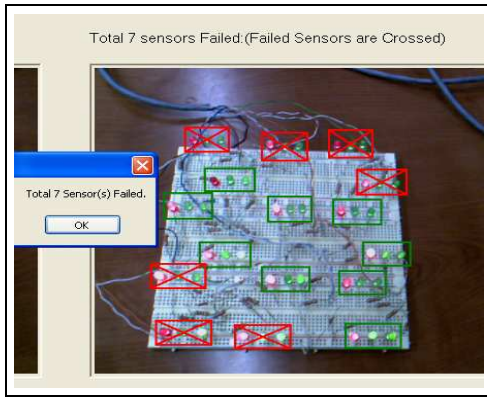 Total 7 sensors Failed:(Failed Sensors are Crossed)
Total 7 Sensor(s) Failed.
OK